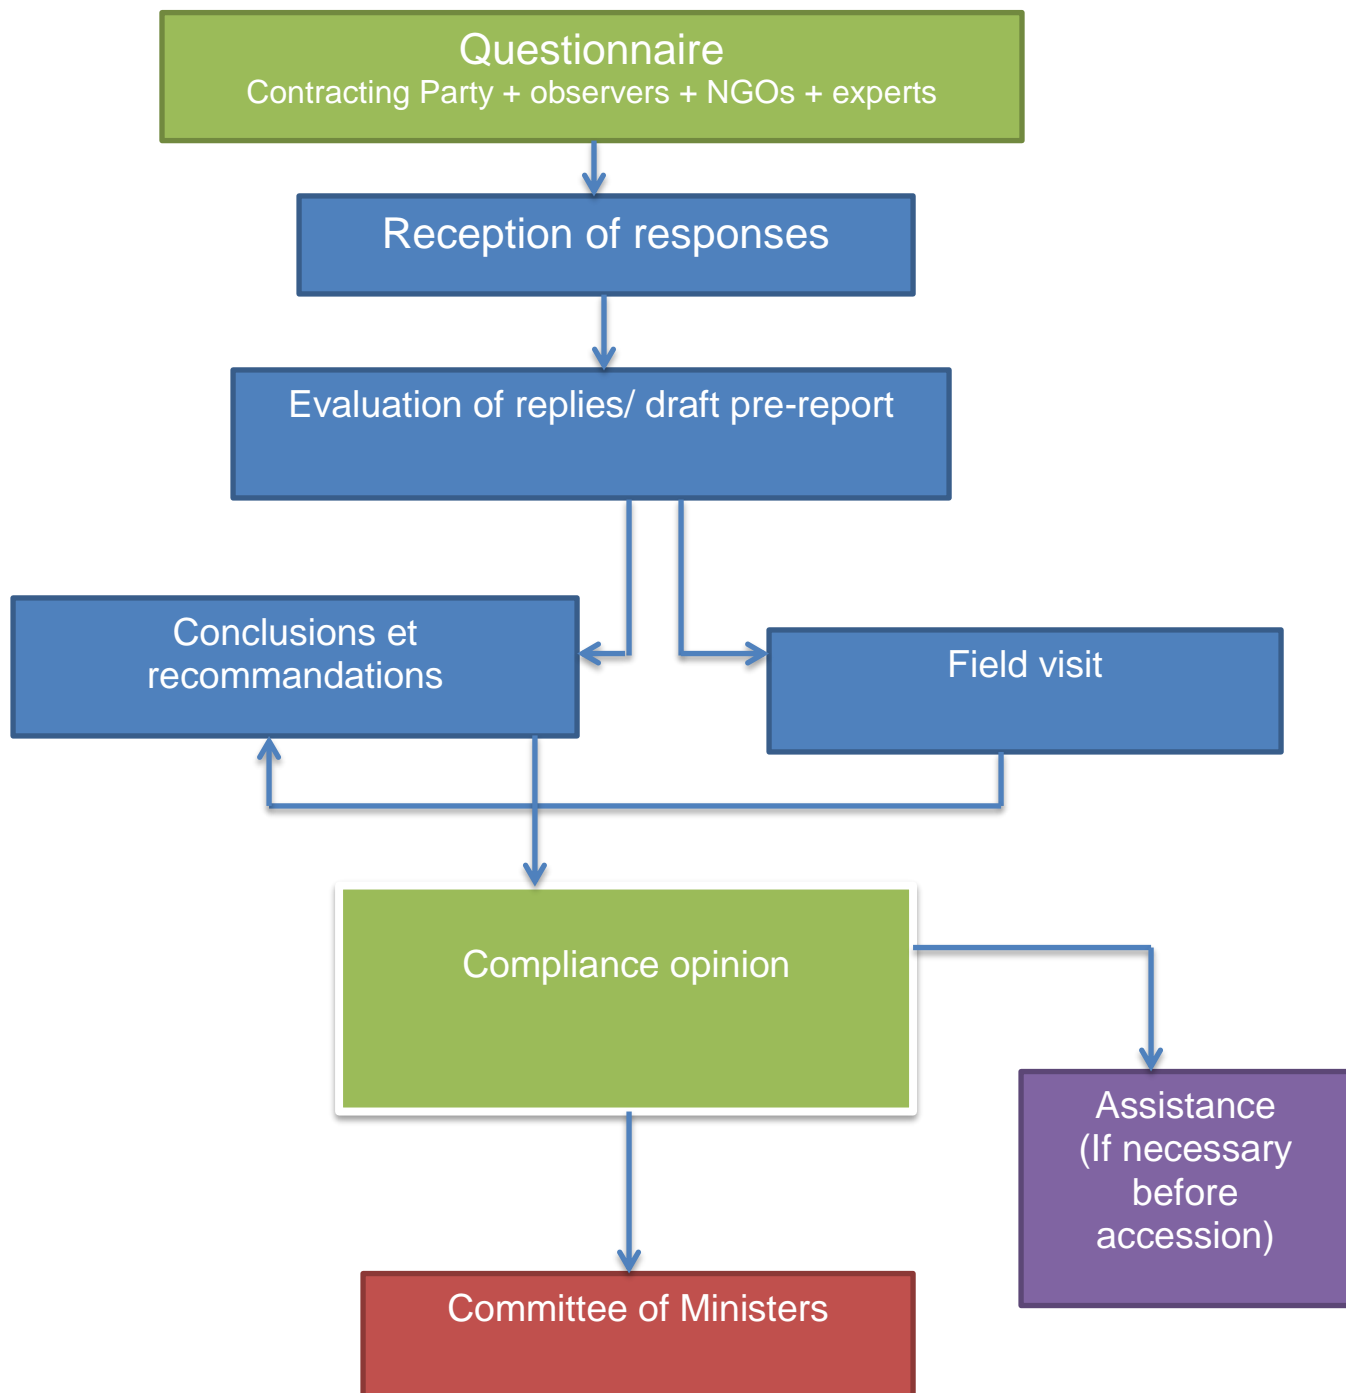 Questionnaire
Contracting Party + observers + NGOs + experts
Reception of responses
Evaluation of replies/ draft pre-report
Conclusions et
recommandations
Field visit
Compliance opinion
Assistance
(If necessary
before
accession)
Committee of Ministers